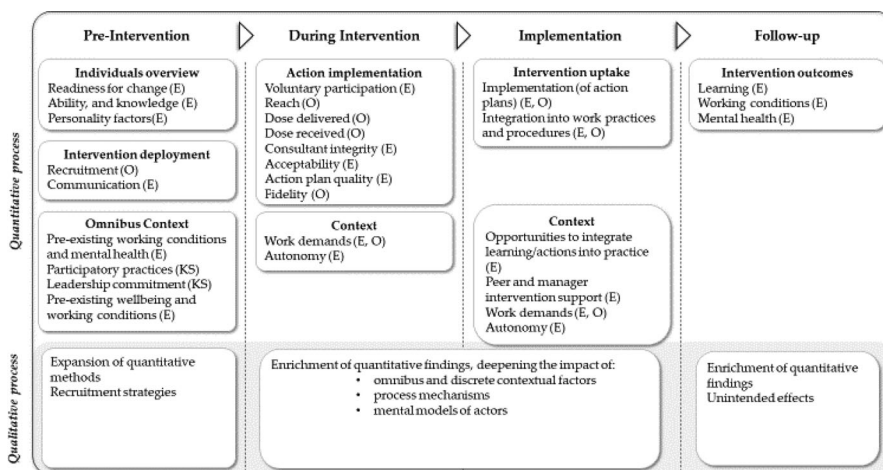 Pre-Intervention
During Intervention
Implementation
Follow-up
Quantitative process
Individuals overview
Readiness for change (E)
Ability, and knowledge (E)
Personality factors(E)
Intervention deployment
Recruitment (O)
Communication (E)
Omnibus Context
Pre-existing working conditions
and mental health (E)
Participatory practices (KS)
Leadership commitment (KS)
Pre-existing wellbeing and
working conditions (E)
Action implementation
Voluntary participation (E)
Reach (O)
Dose delivered (O)
Dose received (O)
Consultant integrity (E)
Acceptability (E)
Action plan quality (E)
Fidelity (O)
Context
Work demands (E, O)
Autonomy (E)
Intervention uptake
Implementation (of action
plans) (E, O)
Integration into work practices
and procedures (E, O)
Context
Opportunities to integrate
learning/actions into practice
(E)
Peer and manager
intervention support (E)
Work demands (E, O)
Autonomy (E)
Intervention outcomes
Learning (E)
Working conditions (E)
Mental health (E)
Qualitative process
Expansion of quantitative
methods
Recruitment strategies
Enrichment of quantitative findings, deepening the impact of:
• omnibus and discrete contextual factors
• process mechanisms
• mental models of actors
Enrichment of quantitative
findings
Unintended effects